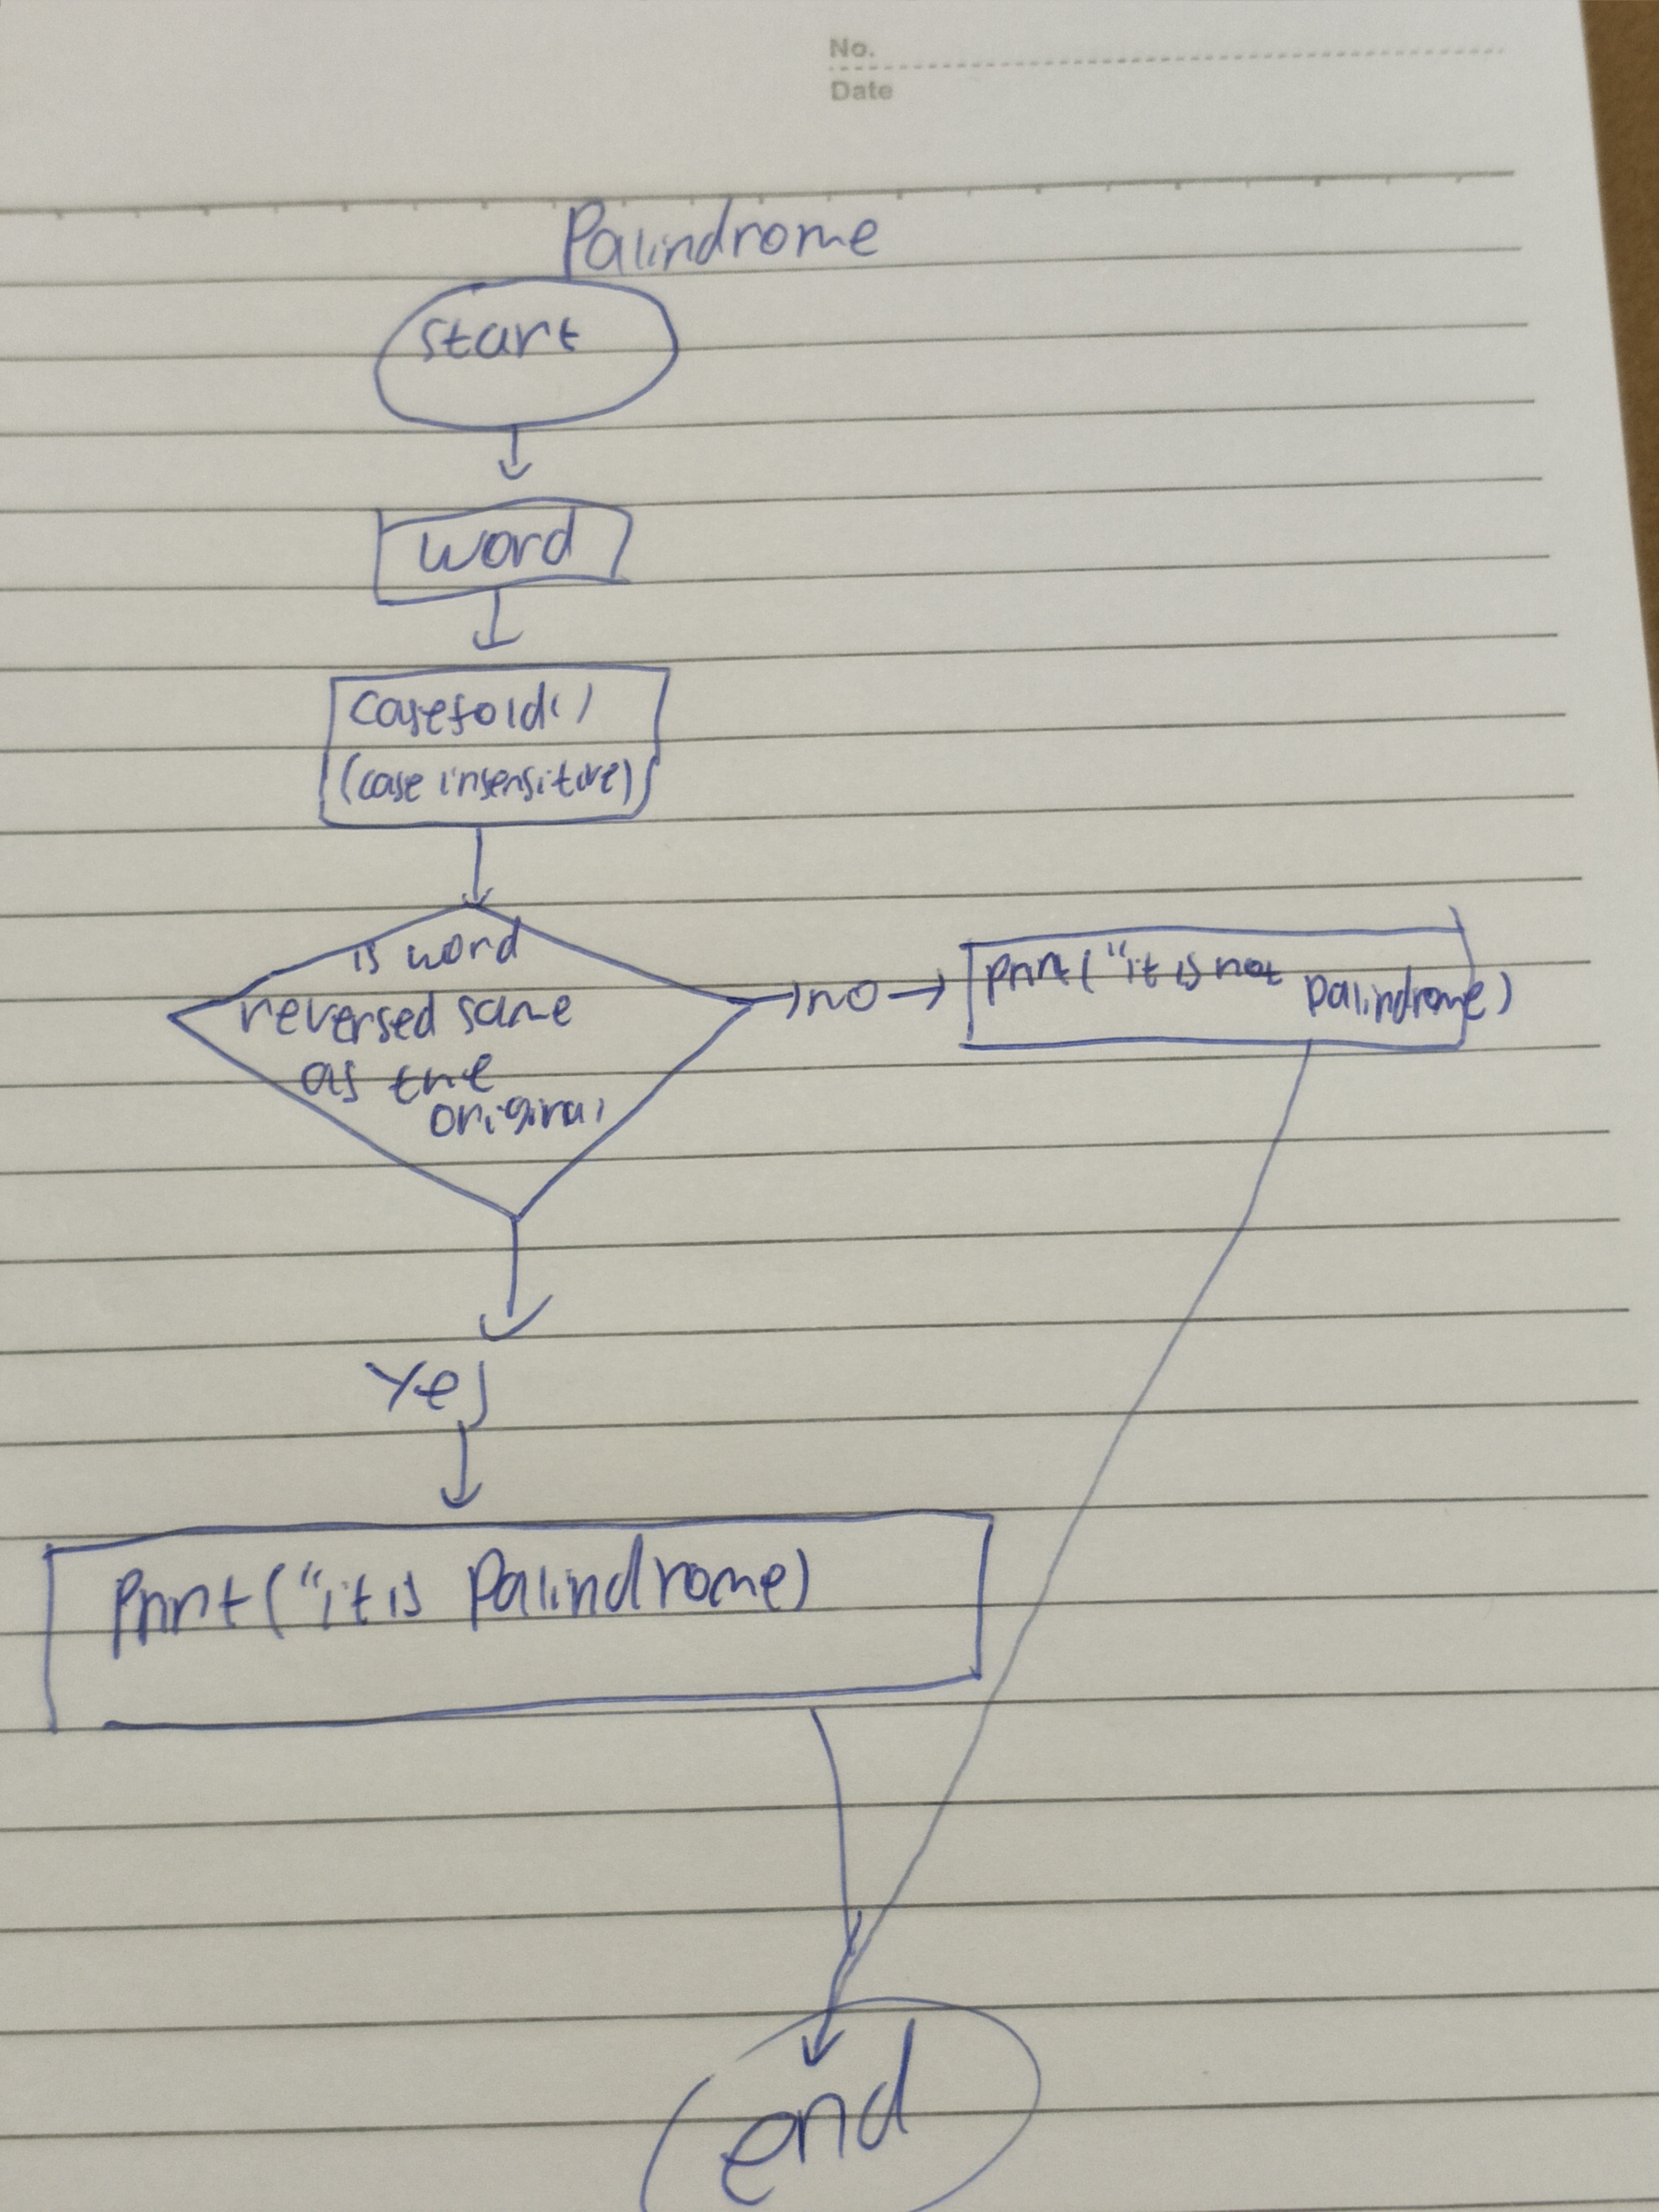 No.
Date
Palindrome
start
word
casefold()
(case insensitive)
is word
reversed same
as the
original
no
print("it is not
palindrome)
Yes
Print("it is Palindrome)
end